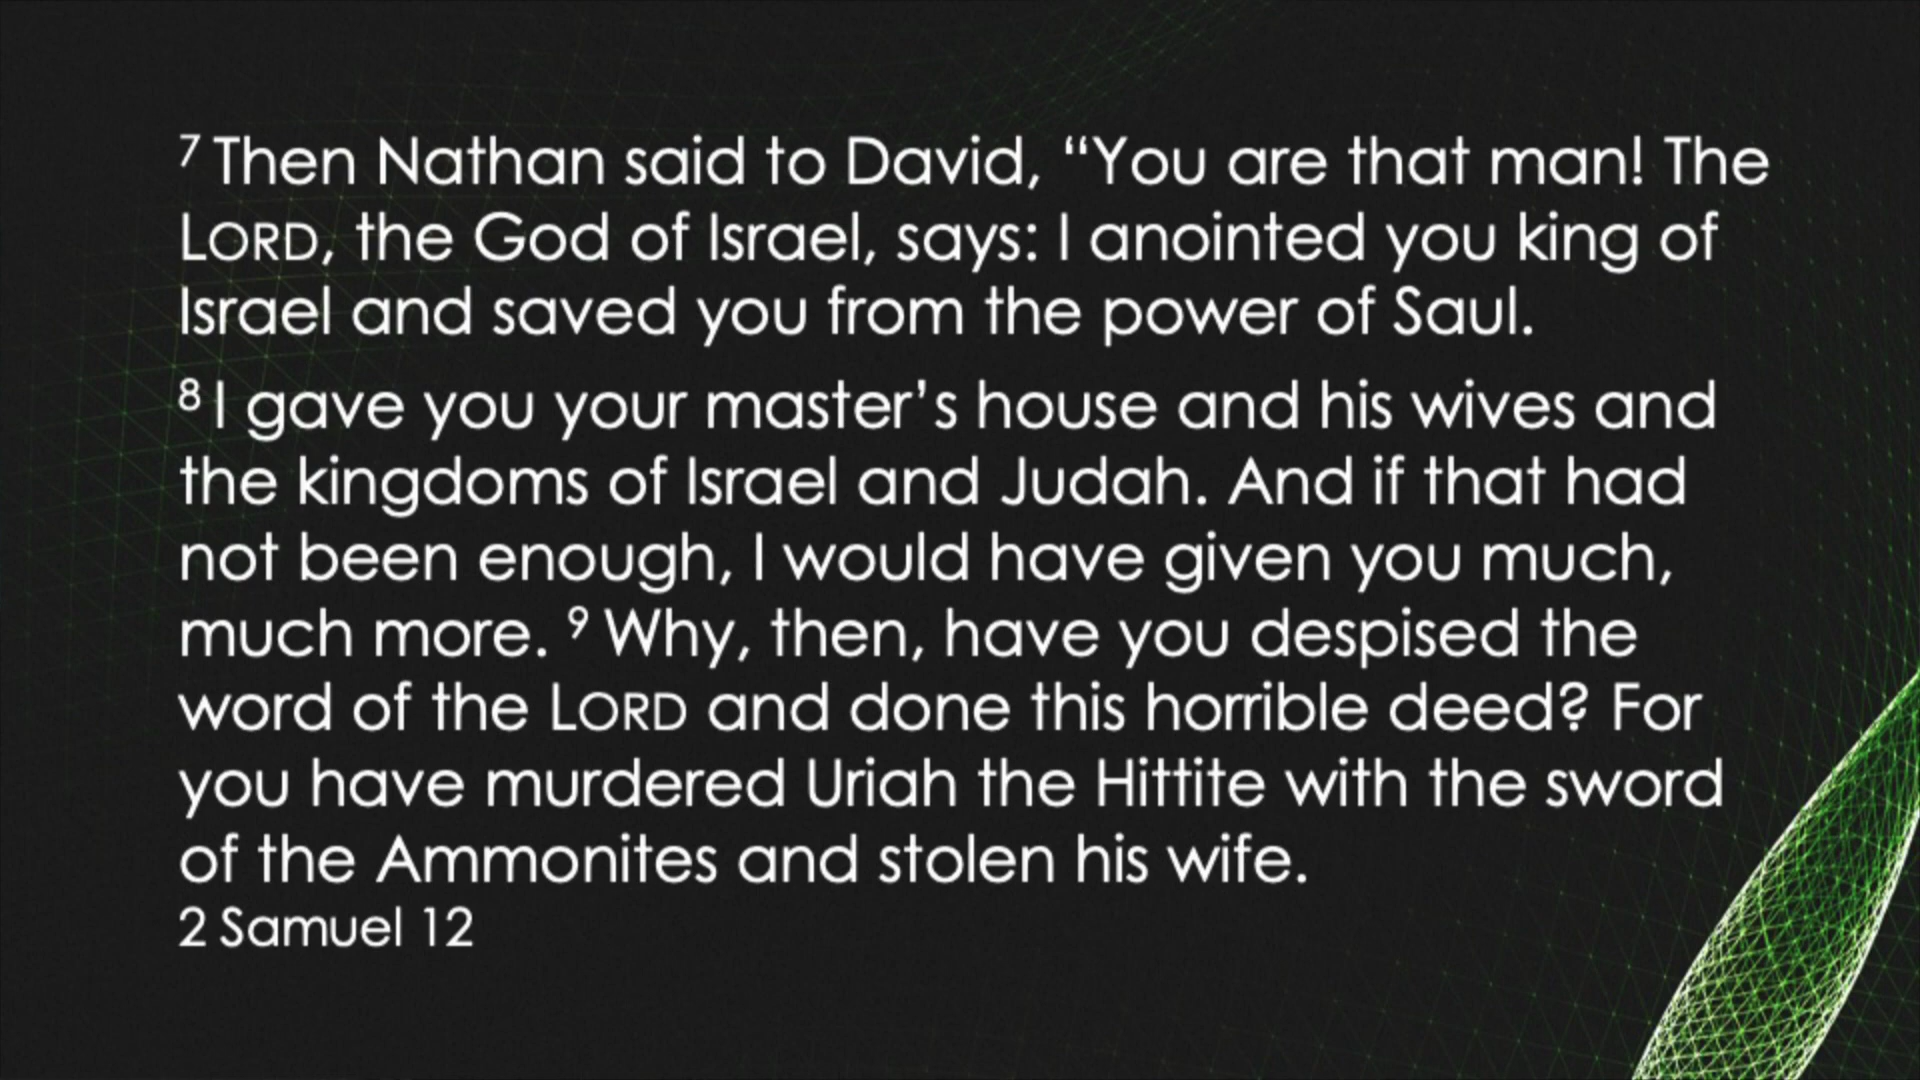 7 Then Nathan said to David, “You are that man! The
LORD, the God of Israel, says: I anointed you king of
Israel and saved you from the power of Saul.
8 I gave you your master’s house and his wives and
the kingdoms of Israel and Judah. And if that had
not been enough, I would have given you much,
much more. 9 Why, then, have you despised the
word of the LORD and done this horrible deed? For
you have murdered Uriah the Hittite with the sword
of the Ammonites and stolen his wife.
2 Samuel 12